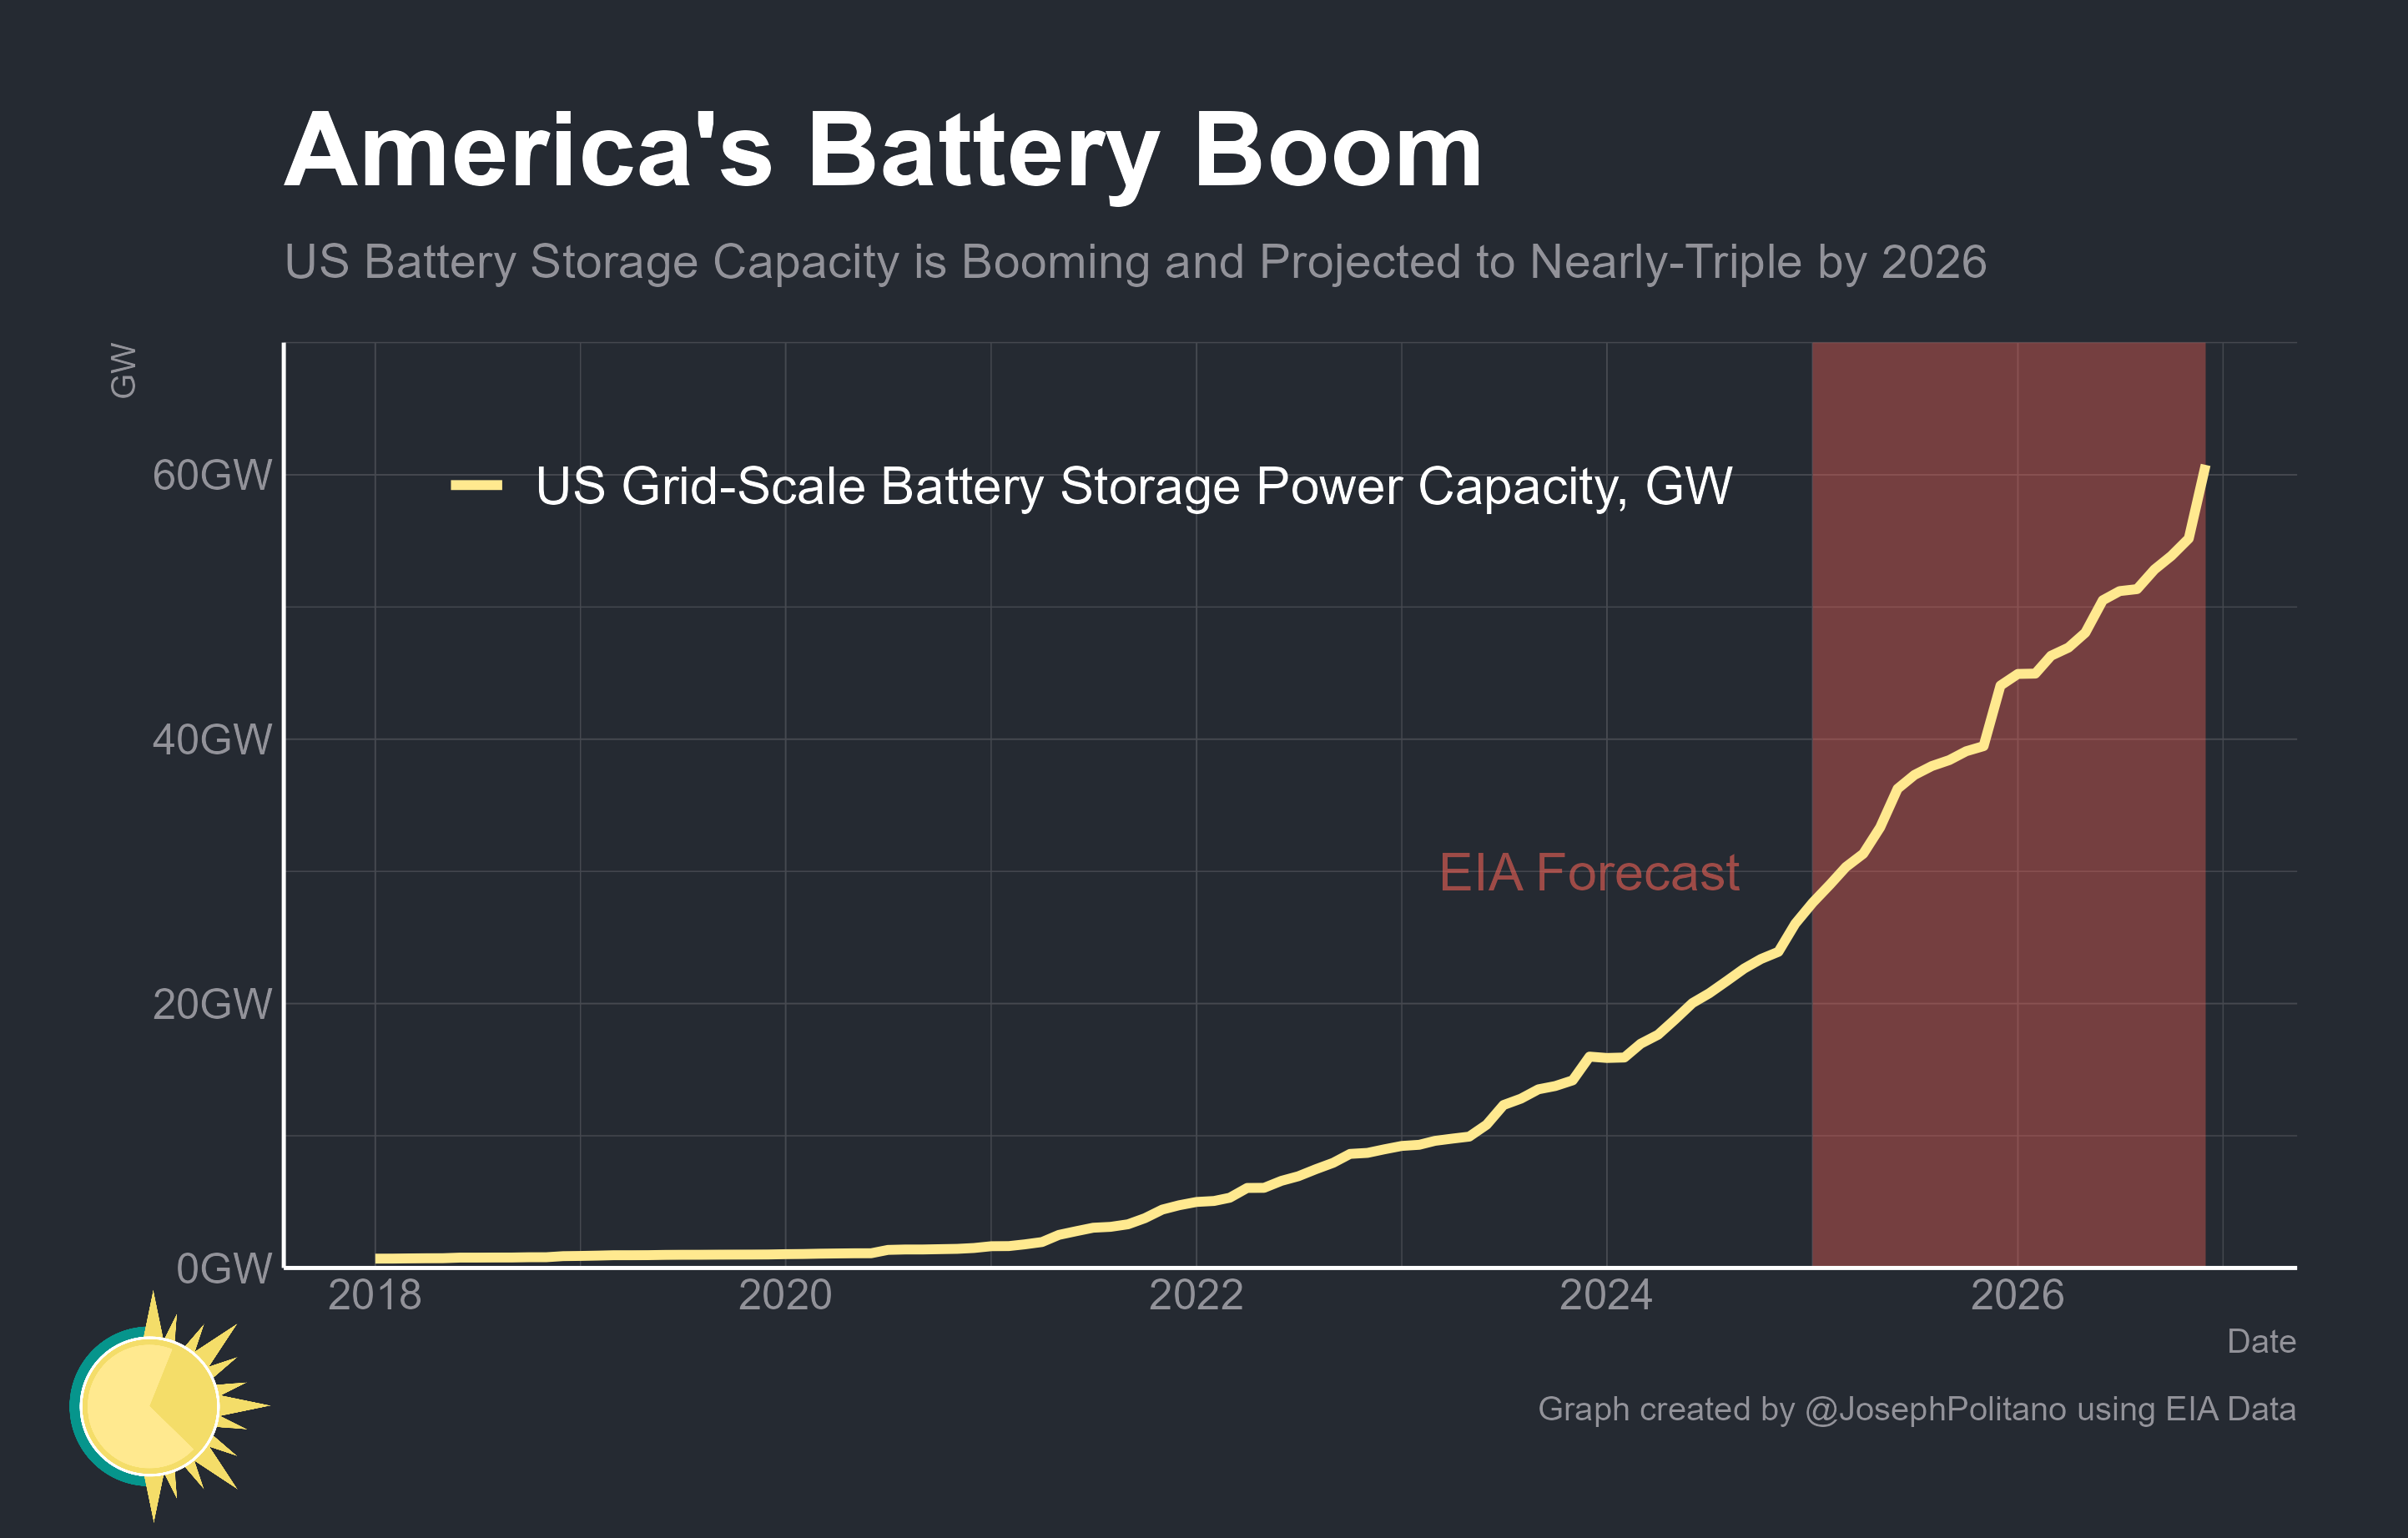 America's Battery Boom
US Battery Storage Capacity is Booming and Projected to Nearly-Triple by 2026
GW
60GW
US Grid-Scale Battery Storage Power Capacity, GW
40GW
EIA Forecast
20GW
0GW
2018 2020 2022 2024 2026
Date
Graph created by @JosephPolitano using EIA Data